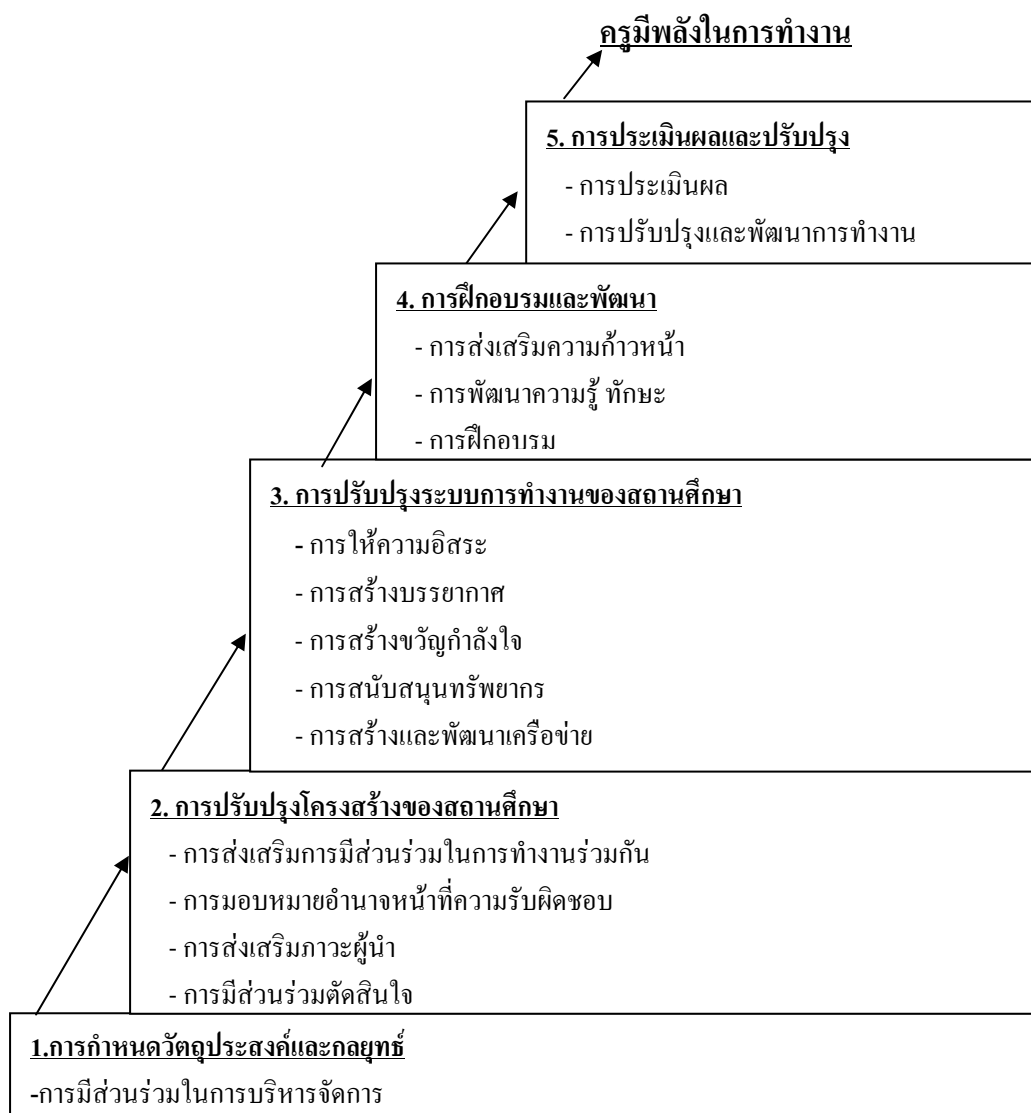 ครูมีพลังในการทำงาน
5. การประเมินผลและปรับปรุง
- การประเมินผล
- การปรับปรุงและพัฒนาการทำงาน
4. การฝึกอบรมและพัฒนา
- การส่งเสริมความก้าวหน้า
- การพัฒนาความรู้ ทักษะ
- การฝึกอบรม
3. การปรับปรุงระบบการทำงานของสถานศึกษา
- การให้ความอิสระ
- การสร้างบรรยากาศ
- การสร้างขวัญกำลังใจ
- การสนับสนุนทรัพยากร
- การสร้างและพัฒนาเครือข่าย
2. การปรับปรุงโครงสร้างของสถานศึกษา
- การส่งเสริมการมีส่วนร่วมในการทำงานร่วมกัน
- การมอบหมายอำนาจหน้าที่ความรับผิดชอบ
- การส่งเสริมภาวะผู้นำ
- การมีส่วนร่วมตัดสินใจ
1.การกำหนดวัตถุประสงค์และกลยุทธ์
-การมีส่วนร่วมในการบริหารจัดการ